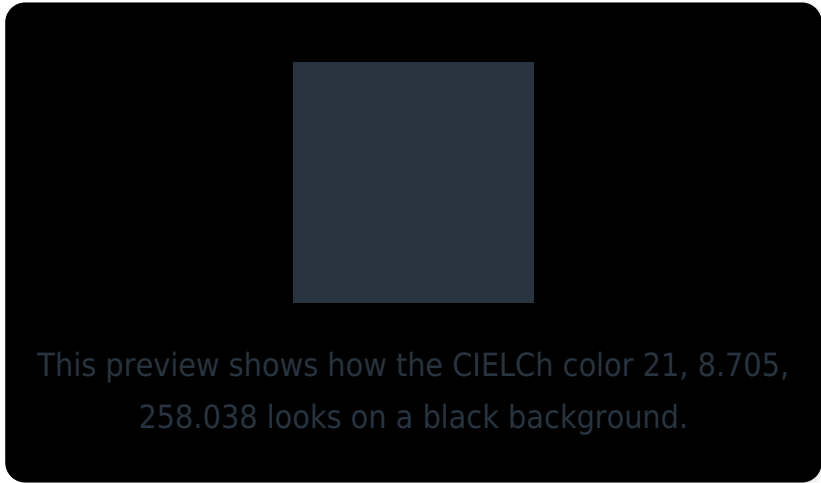 This preview shows how the CIELCh color 21, 8.705,
258.038 looks on a black background.